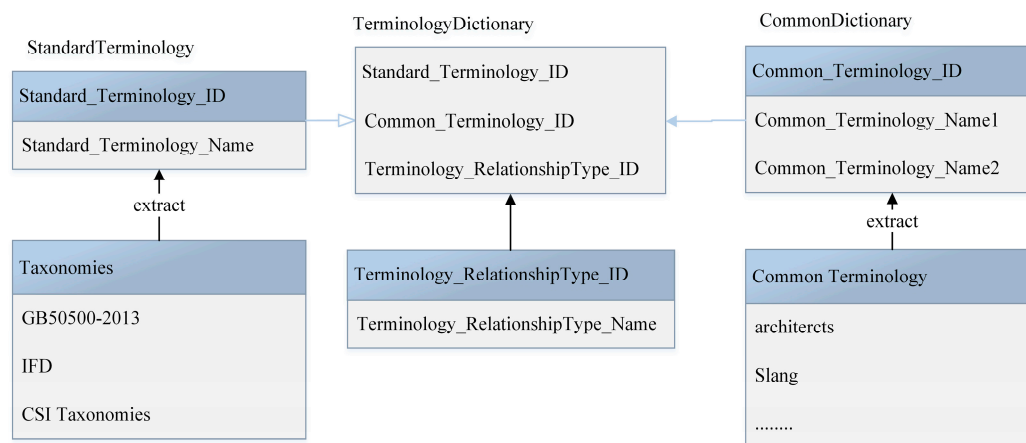 StandardTerminology
Standard_Terminology_ID
Standard_Terminology_Name
extract
Taxonomies
GB50500-2013
IFD
CSI Taxonomies
TerminologyDictionary
Standard_Terminology_ID
Common_Terminology_ID
Terminology_RelationshipType_ID
Terminology_RelationshipType_ID
Terminology_RelationshipType_Name
CommonDictionary
Common_Terminology_ID
Common_Terminology_Name1
Common_Terminology_Name2
extract
Common Terminology
architercts
Slang
........